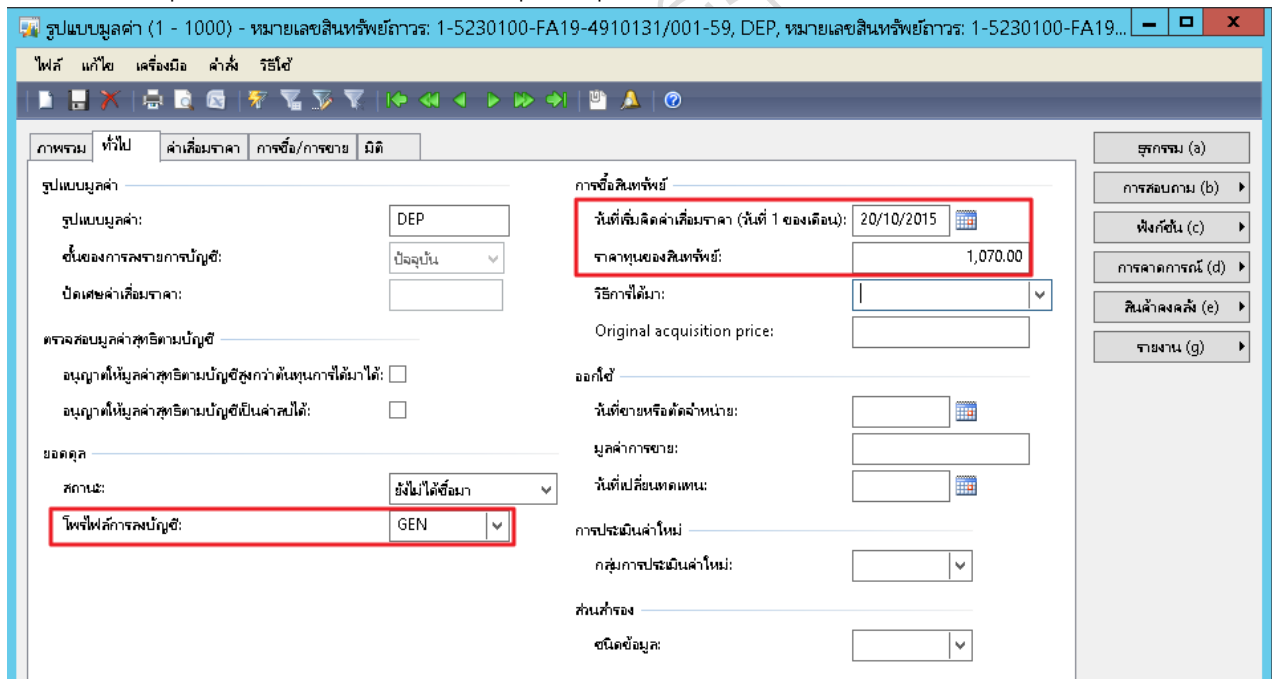 รูปแบบมูลค่า (1 - 1000) - หมายเลขสินทรัพย์ถาวร: 1-5230100-FA19-4910131/001-59, DEP, หมายเลขสินทรัพย์ถาวร: 1-5230100-FA19...
ไฟล์ แก้ไข เครื่องมือ คำสั่ง วิธีใช้
ภาพรวม ทั่วไป ค่าเสื่อมราคา การซื้อ/การขาย มิติ
รูปแบบมูลค่า
รูปแบบมูลค่า: DEP
ชั้นของการลงรายการบัญชี: ปัจจุบัน
ปัดเศษค่าเสื่อมราคา:
ตรวจสอบมูลค่าสุทธิตามบัญชี
อนุญาตให้มูลค่าสุทธิตามบัญชีสูงกว่าต้นทุนการได้มาได้:
อนุญาตให้มูลค่าสุทธิตามบัญชีเป็นค่าลบได้:
ยอดดุล
สถานะ: ยังไม่ได้ซื้อมา
โพรไฟล์การลงบัญชี: GEN
การซื้อสินทรัพย์
วันที่เริ่มคิดค่าเสื่อมราคา (วันที่ 1 ของเดือน): 20/10/2015
ราคาทุนของสินทรัพย์: 1,070.00
วิธีการได้มา:
Original acquisition price:
ออกใช้
วันที่ขายหรือตัดจำหน่าย:
มูลค่าการขาย:
วันที่เปลี่ยนทดแทน:
การประเมินค่าใหม่
กลุ่มการประเมินค่าใหม่:
ส่วนสำรอง
ชนิดข้อมูล:
ธุรกรรม (a)
การสอบถาม (b)
ฟังก์ชัน (c)
การคาดการณ์ (d)
สินค้าคงคลัง (e)
รายงาน (g)